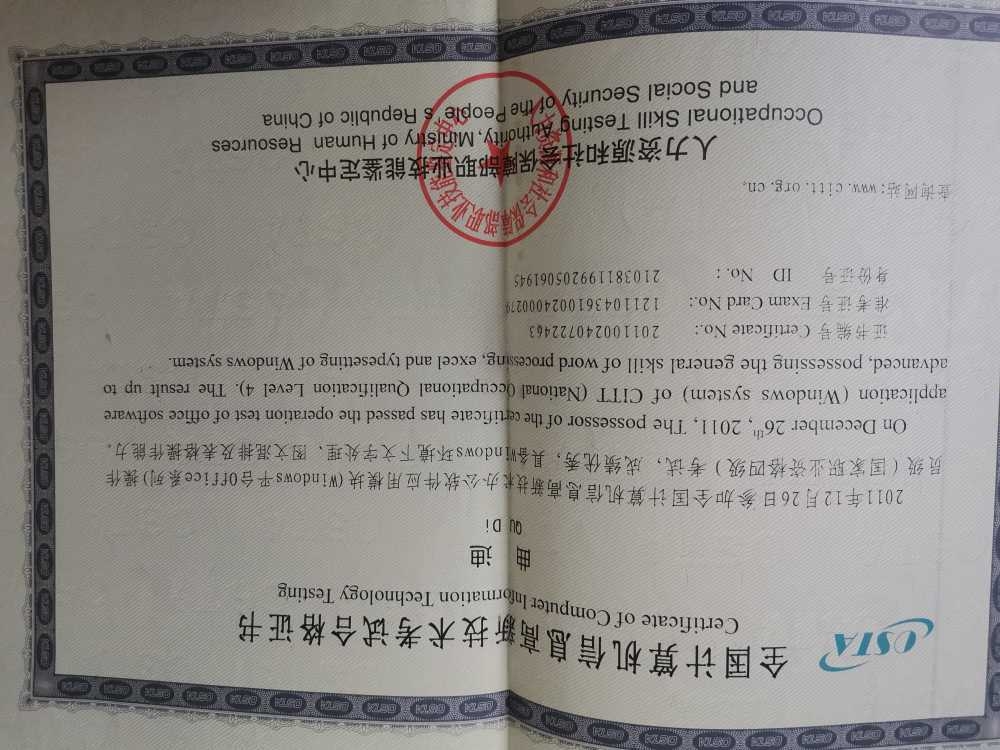 OSTA
全国计算机信息高新技术考试合格证书
Certificate of Computer Information Technology Testing
曲 迪
QU Di
2011年12月26日参加全国计算机信息高新技术办公软件应用模块(Windows平台Office系列)操作
员级(国家职业资格四级)考试，成绩优秀，具备Windows环境下文字处理、图文混排及表格操作能力。
On December 26th, 2011, The possessor of the certificate has passed the operation test of office software
application (Windows system) of CITT (National Occupational Qualification Level 4). The result up to
advanced, possessing the general skill of word processing, excel and typesetting of Windows system.
证书编号 Certificate No.: 201100240722463
准考证号 Exam Card No.: 1211043610024000279
身份证号 ID No.: 210381199205061945
查询网站:www.citt.org.cn。
人力资源和社会保障部职业技能鉴定中心
Occupational Skill Testing Authority, Ministry of Human Resources
and Social Security of the People's Republic of China